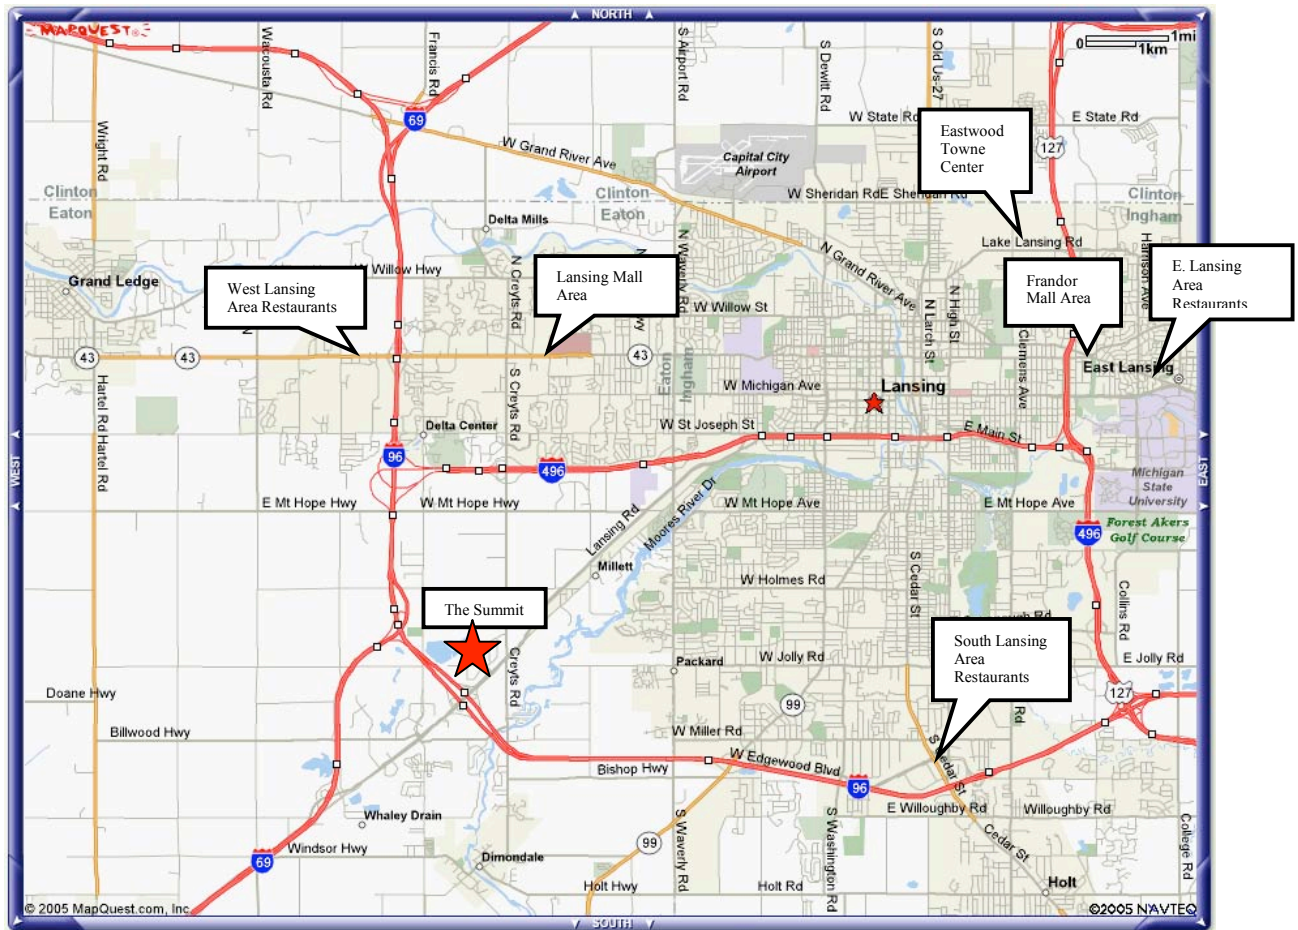 NORTH
MAPQUEST
Wacousta Rd
Francis Rd
S Airport Rd
S Dewitt Rd
S Old Us-27
0 1mi
1km
69
W State Rd
E State Rd
Eastwood
Towne
Center
127
Wright Rd
W Grand River Ave
Capital City
Airport
Clinton
Eaton
Clinton
Eaton
W Sheridan Rd
E Sheridan Rd
Clinton
Ingham
Delta Mills
Lake Lansing Rd
Harrison Ave
N Waverly Rd
N Grand River Ave
Willow Hwy
Grand Ledge
West Lansing
Area Restaurants
N Creyts Rd
Lansing Mall
Area
Frandor
Mall Area
E. Lansing
Area
Restaurants
W Willow St
N Larch St
N High St
Clemens Ave
43
43
43
Eaton
Ingham
East Lansing
Hartel Rd
Hartel Rd
S Creyts Rd
W Michigan Ave
Lansing
W St Joseph St
E Main St
Delta Center
WEST
EAST
96
496
Michigan
State
University
E Mt Hope Hwy
W Mt Hope Hwy
Lansing Rd
Moores River Dr
W Mt Hope Ave
E Mt Hope Ave
496
Forest Akers
Golf Course
Millett
W Holmes Rd
S Cedar St
Collins Rd
The Summit
Creyts Rd
South Lansing
Area
Restaurants
Packard
W Jolly Rd
E Jolly Rd
Doane Hwy
99
127
Billwood Hwy
W Miller Rd
Rd
Bishop Hwy
W Edgewood Blvd
S Cedar St
96
E Willoughby Rd
Willoughby Rd
Whaley Drain
S Waverly Rd
S Washington Rd
College Rd
Windsor Hwy
69
99
Cedar St
Dimondale
Holt Hwy
Holt Rd
Holt
© 2005 MapQuest.com, Inc
©2005 NAVTEQ
SOUTH